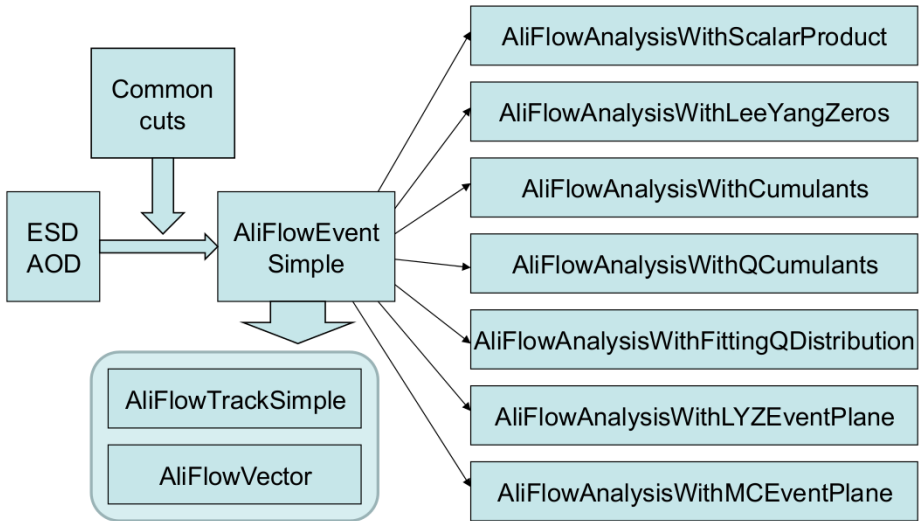 Common
cuts
ESD
AOD
AliFlowEvent
Simple
AliFlowTrackSimple
AliFlowVector
AliFlowAnalysisWithScalarProduct
AliFlowAnalysisWithLeeYangZeros
AliFlowAnalysisWithCumulants
AliFlowAnalysisWithQCumulants
AliFlowAnalysisWithFittingQDistribution
AliFlowAnalysisWithLYZEventPlane
AliFlowAnalysisWithMCEventPlane